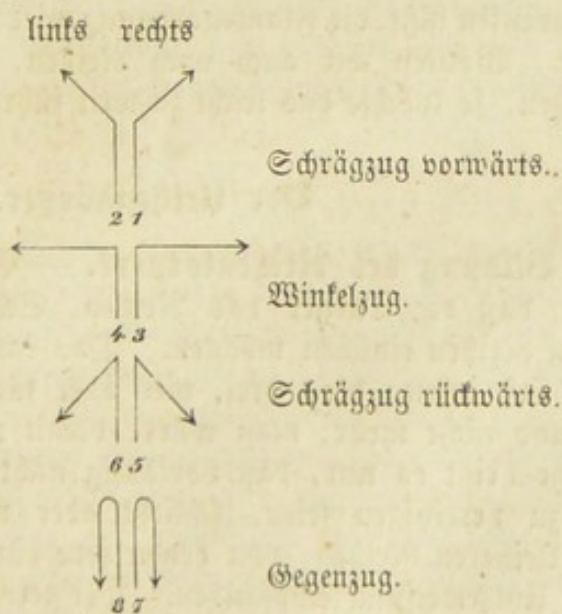 links rechts
Schrägzug vorwärts.
2 1
Winkelzug.
4 3
Schrägzug rückwärts.
6 5
Gegenzug.
8 7